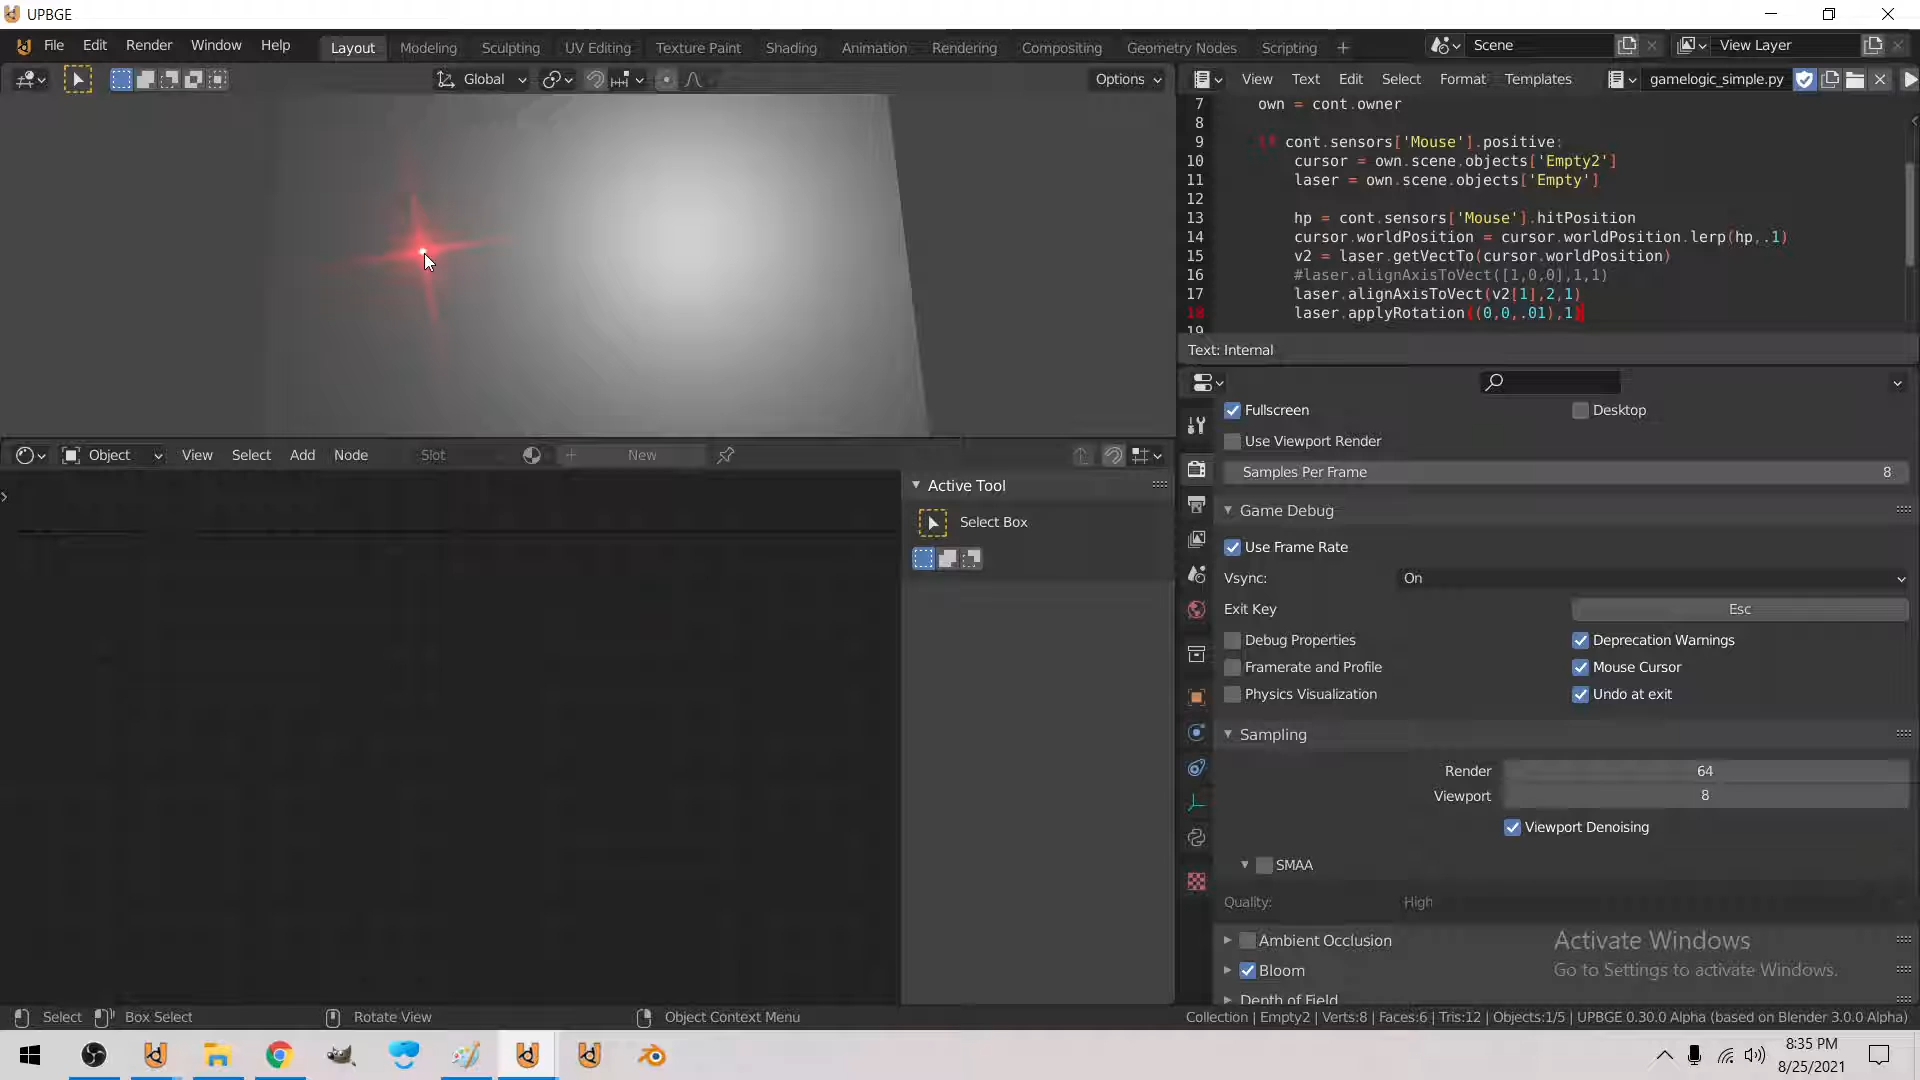 UPBGE
File Edit Render Window Help Layout Modeling Sculpting UV Editing Texture Paint Shading Animation Rendering Compositing Geometry Nodes Scripting + Scene View Layer
Global Options View Text Edit Select Format Templates gamelogic_simple.py
7 own = cont.owner
8
9 if cont.sensors['Mouse'].positive:
10 cursor = own.scene.objects['Empty2']
11 laser = own.scene.objects['Empty']
12
13 hp = cont.sensors['Mouse'].hitPosition
14 cursor.worldPosition = cursor.worldPosition.lerp(hp,.1)
15 v2 = laser.getVectTo(cursor.worldPosition)
16 #laser.alignAxisToVect([1,0,0],1,1)
17 laser.alignAxisToVect(v2[1],2,1)
18 laser.applyRotation((0,0,.01),1)
19
Text: Internal
Fullscreen Desktop
Use Viewport Render
Samples Per Frame 8
Game Debug
Use Frame Rate
Vsync: On
Exit Key Esc
Debug Properties Deprecation Warnings
Framerate and Profile Mouse Cursor
Physics Visualization Undo at exit
Sampling
Render 64
Viewport 8
Viewport Denoising
SMAA
Quality: High
Ambient Occlusion
Bloom
Depth of Field
Activate Windows
Go to Settings to activate Windows.
Object View Select Add Node Slot New
Active Tool
Select Box
Select Box Select Rotate View Object Context Menu
Collection | Empty2 | Verts:8 | Faces:6 | Tris:12 | Objects:1/5 | UPBGE 0.30.0 Alpha (based on Blender 3.0.0 Alpha)
8:35 PM
8/25/2021